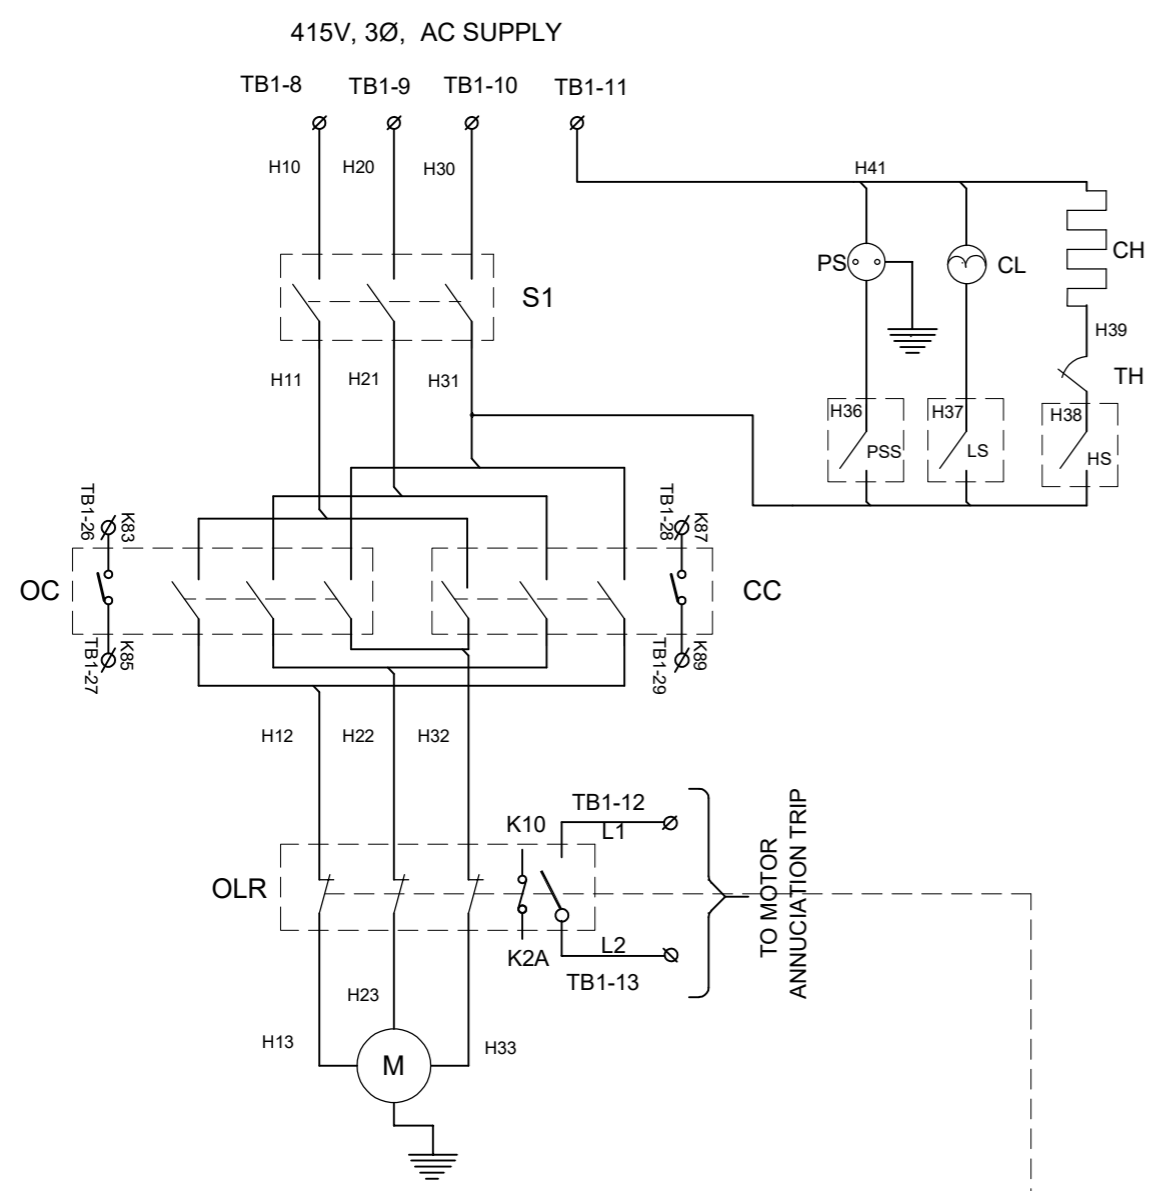 415V, 3Ø, AC SUPPLY
TB1-8 TB1-9 TB1-10 TB1-11
H10 H20 H30 H41
PS CL CH
S1
H39
H11 H21 H31 TH
H36 H37 H38
PSS LS HS
TB1-26 K83 TB1-28 K87
OC CC
TB1-27 K85 TB1-29 K89
H12 H22 H32
TB1-12
K10 L1
OLR
TO MOTOR
ANNUCIATION TRIP
K2A L2
TB1-13
H23
H13 H33
M